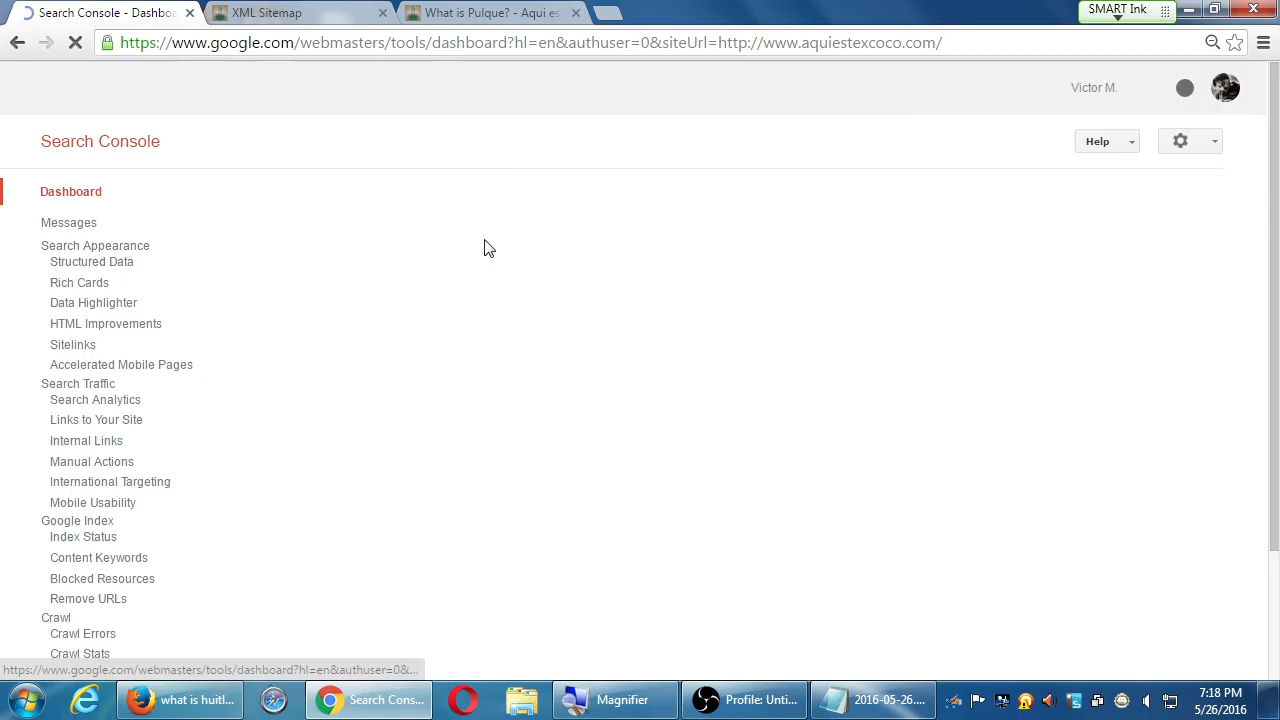 Search Console - Dashboa
XML Sitemap
What is Pulque? - Aqui es
SMART Ink
https://www.google.com/webmasters/tools/dashboard?hl=en&authuser=0&siteUrl=http://www.aquiestexcoco.com/
Victor M.
Search Console
Help
Dashboard
Messages
Search Appearance
Structured Data
Rich Cards
Data Highlighter
HTML Improvements
Sitelinks
Accelerated Mobile Pages
Search Traffic
Search Analytics
Links to Your Site
Internal Links
Manual Actions
International Targeting
Mobile Usability
Google Index
Index Status
Content Keywords
Blocked Resources
Remove URLs
Crawl
Crawl Errors
Crawl Stats
https://www.google.com/webmasters/tools/dashboard?hl=en&authuser=0&...
what is huitl...
Search Cons...
Magnifier
Profile: Unti...
2016-05-26....
7:18 PM
5/26/2016